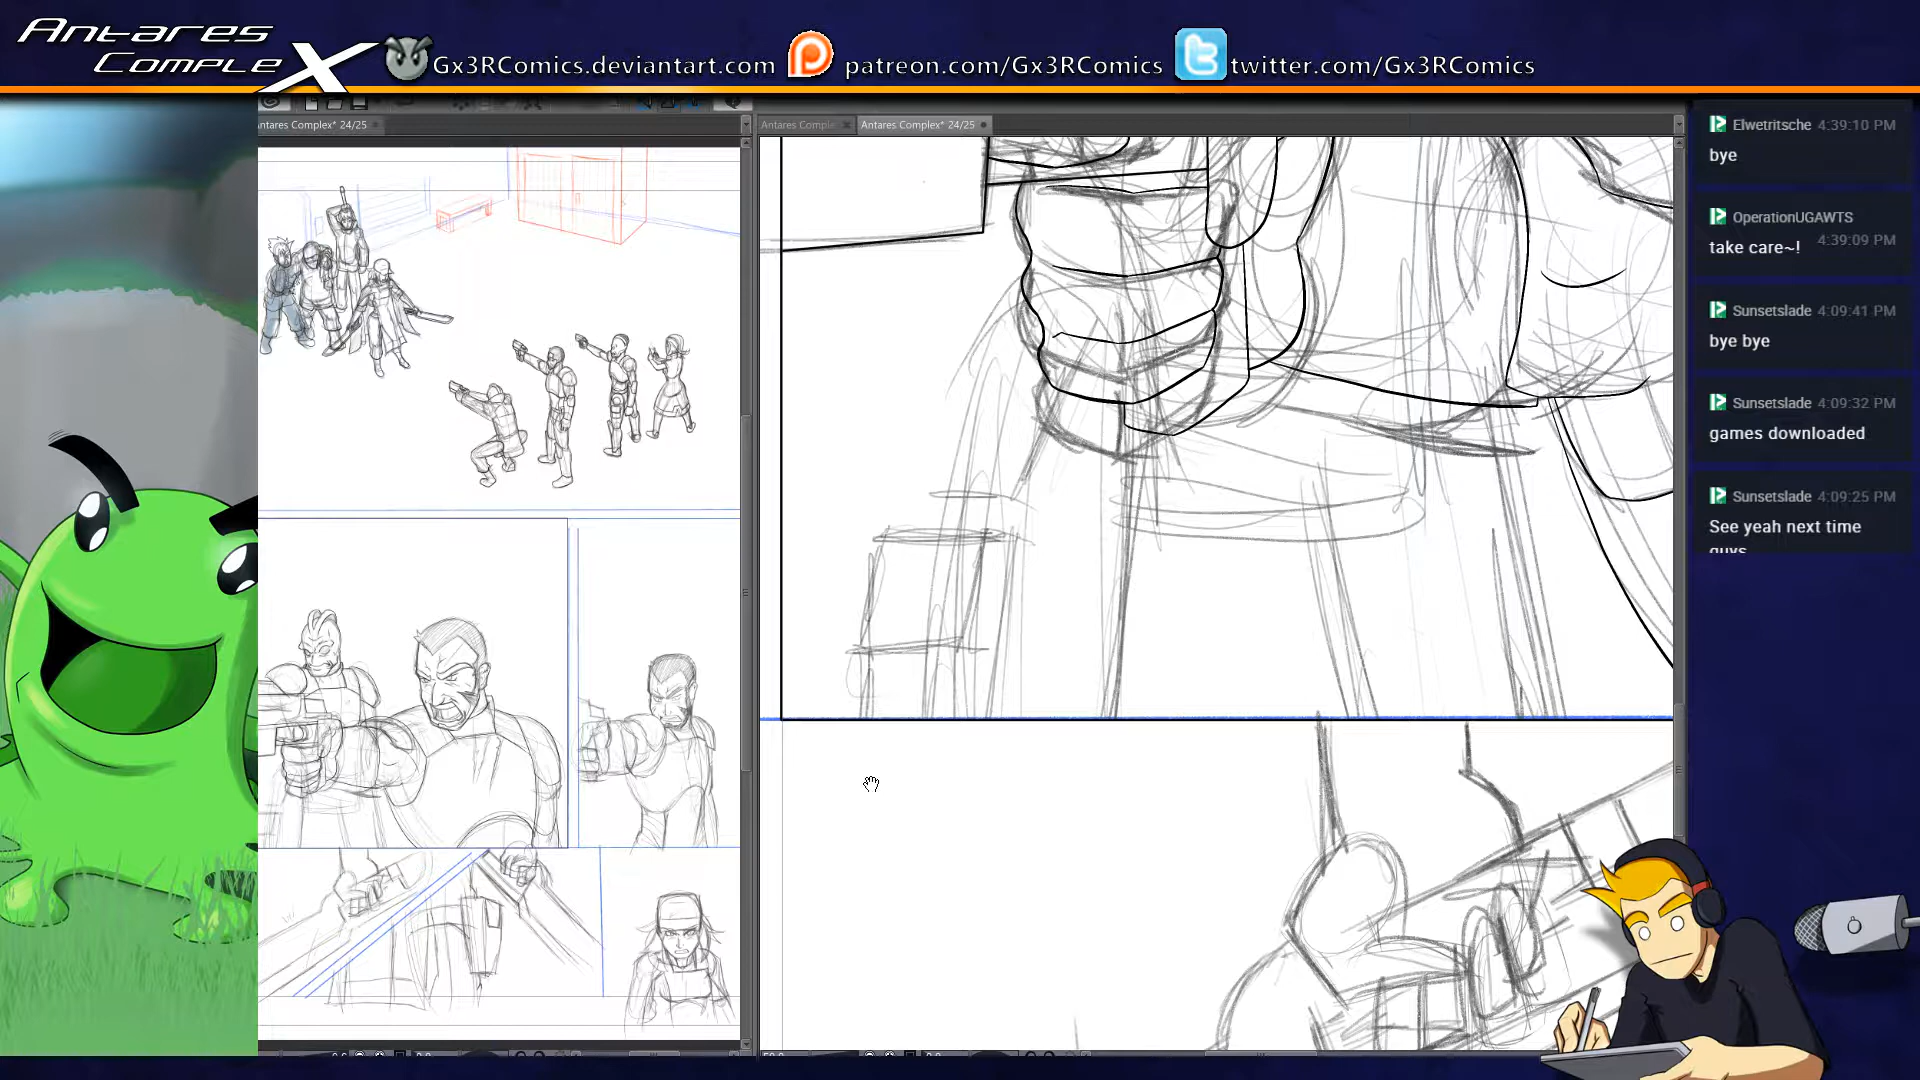 Antares
Complex
Gx3RComics.deviantart.com
patreon.com/Gx3RComics
twitter.com/Gx3RComics
Antares Complex* 24/25
Antares Comple
Antares Complex* 24/25
Elwetritsche 4:39:10 PM
bye
OperationUGAWTS
take care~! 4:39:09 PM
Sunsetslade 4:09:41 PM
bye bye
Sunsetslade 4:09:32 PM
games downloaded
Sunsetslade 4:09:25 PM
See yeah next time
guys